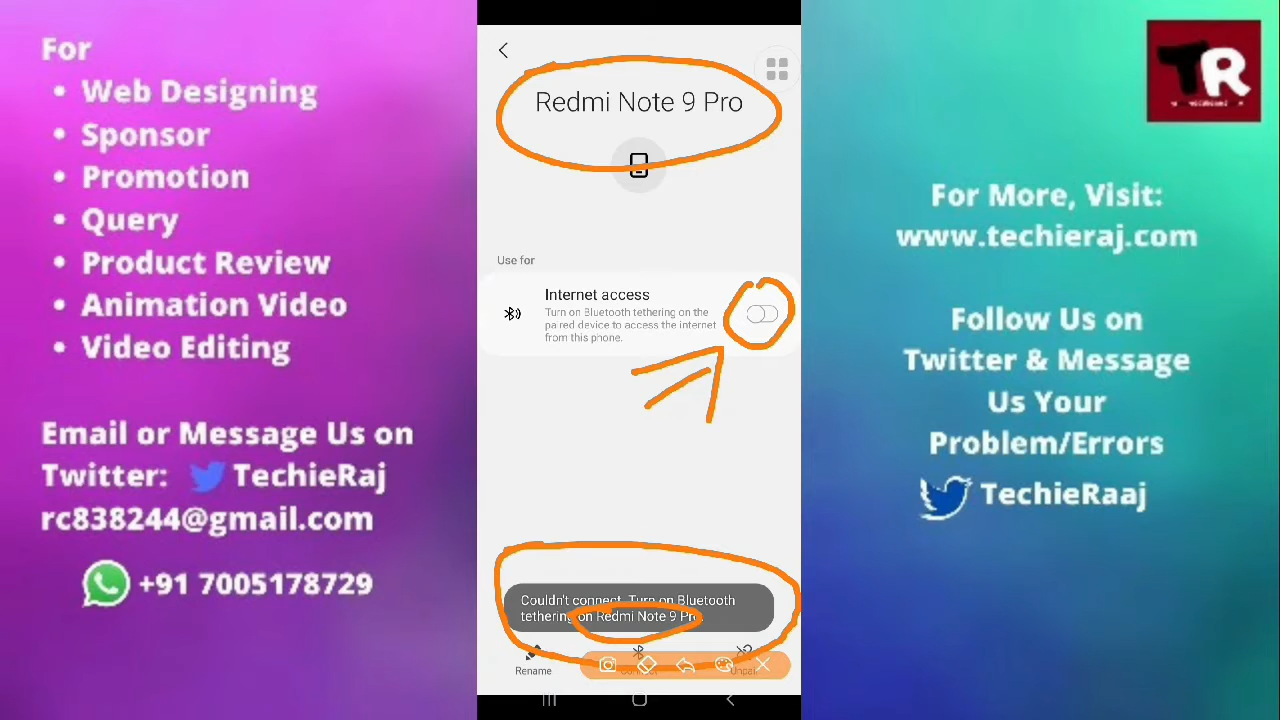 For
• Web Designing
• Sponsor
• Promotion
• Query
• Product Review
• Animation Video
• Video Editing
Email or Message Us on
Twitter: TechieRaj
rc838244@gmail.com
+91 7005178729
Redmi Note 9 Pro
Use for
Internet access
Turn on Bluetooth tethering on the
paired device to access the internet
from this phone.
Couldn't connect. Turn on Bluetooth
tethering on Redmi Note 9 Pro.
Rename
TR
For More, Visit:
www.techieraj.com
Follow Us on
Twitter & Message
Us Your
Problem/Errors
TechieRaaj